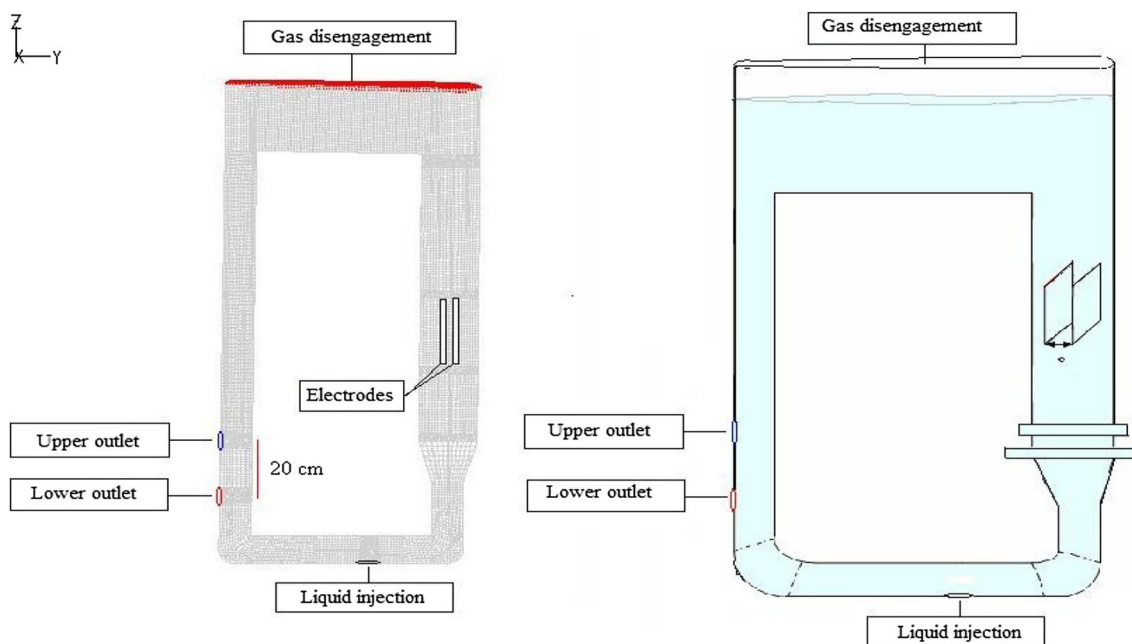 Z
X Y
Gas disengagement
Electrodes
Upper outlet
20 cm
Lower outlet
Liquid injection
Gas disengagement
Upper outlet
Lower outlet
Liquid injection